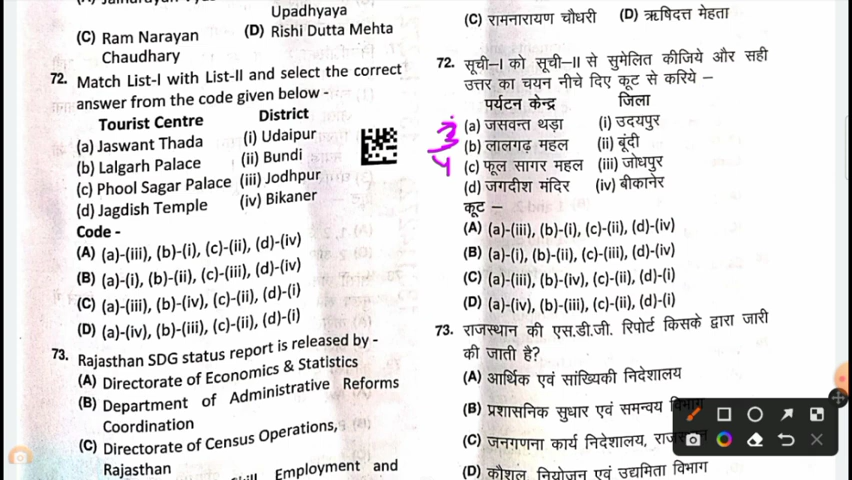 Upadhyaya
(C) Ram Narayan (D) Rishi Dutta Mehta
Chaudhary
72. Match List-I with List-II and select the correct
answer from the code given below -
Tourist Centre District
(a) Jaswant Thada (i) Udaipur
(b) Lalgarh Palace (ii) Bundi
(c) Phool Sagar Palace (iii) Jodhpur
(d) Jagdish Temple (iv) Bikaner
Code -
(A) (a)-(iii), (b)-(i), (c)-(ii), (d)-(iv)
(B) (a)-(i), (b)-(ii), (c)-(iii), (d)-(iv)
(C) (a)-(iii), (b)-(iv), (c)-(ii), (d)-(i)
(D) (a)-(iv), (b)-(iii), (c)-(ii), (d)-(i)
73. Rajasthan SDG status report is released by -
(A) Directorate of Economics & Statistics
(B) Department of Administrative Reforms
Coordination
(C) Directorate of Census Operations,
Rajasthan
Employment and
(C) रामनारायण चौधरी (D) ऋषिदत्त मेहता
72. सूची-I को सूची-II से सुमेलित कीजिये और सही
उत्तर का चयन नीचे दिए कूट से करिये –
पर्यटन केन्द्र जिला
(a) जसवन्त थड़ा (i) उदयपुर
(b) लालगढ़ महल (ii) बूंदी
(c) फूल सागर महल (iii) जोधपुर
(d) जगदीश मंदिर (iv) बीकानेर
कूट –
(A) (a)-(iii), (b)-(i), (c)-(ii), (d)-(iv)
(B) (a)-(i), (b)-(ii), (c)-(iii), (d)-(iv)
(C) (a)-(iii), (b)-(iv), (c)-(ii), (d)-(i)
(D) (a)-(iv), (b)-(iii), (c)-(ii), (d)-(i)
73. राजस्थान की एस.डी.जी. रिपोर्ट किसके द्वारा जारी
की जाती है?
(A) आर्थिक एवं सांख्यिकी निदेशालय
(B) प्रशासनिक सुधार एवं समन्वय
(C) जनगणना कार्य निदेशालय,
(D) कौशल नियोजन एवं उद्यमिता विभाग